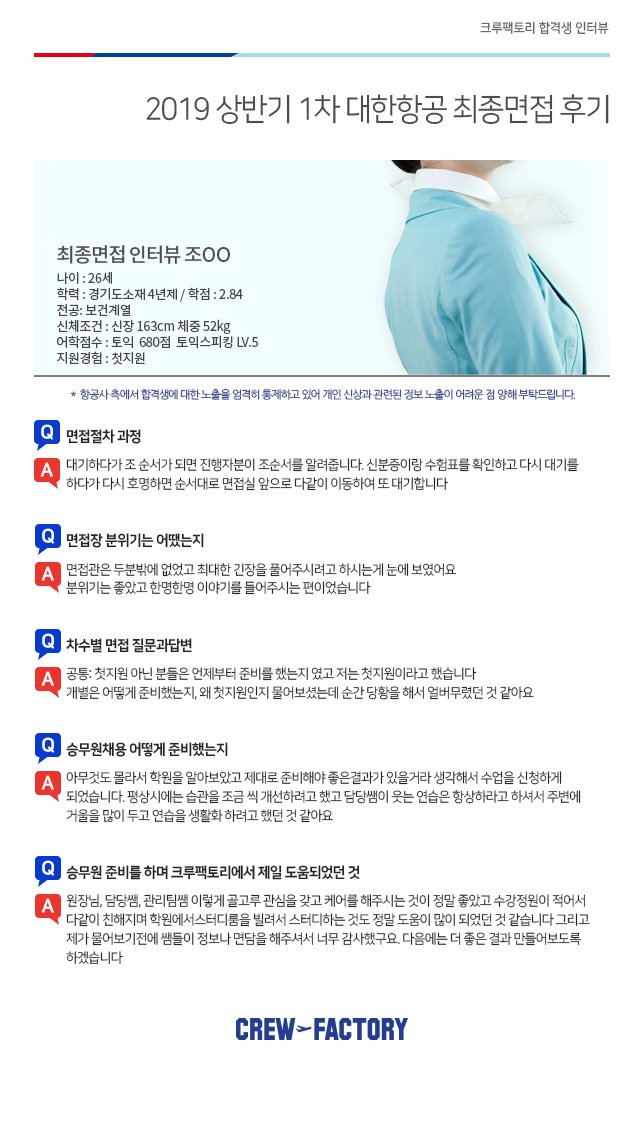 크루팩토리 합격생 인터뷰
2019 상반기 1차 대한항공 최종면접 후기
최종면접 인터뷰 조OO
나이 : 26세
학력 : 경기도소재 4년제 / 학점 : 2.84
전공: 보건계열
신체조건 : 신장 163cm 체중 52kg
어학점수 : 토익 680점 토익스피킹 LV.5
지원경험 : 첫지원
* 항공사 측에서 합격생에 대한 노출을 엄격히 통제하고 있어 개인 신상과 관련된 정보 노출이 어려운 점 양해 부탁드립니다.
Q 면접절차 과정
A 대기하다가 조 순서가 되면 진행자분이 조순서를 알려줍니다. 신분증이랑 수험표를 확인하고 다시 대기를
하다가 다시 호명하면 순서대로 면접실 앞으로 다같이 이동하여 또 대기합니다
Q 면접장 분위기는 어땠는지
A 면접관은 두분밖에 없었고 최대한 긴장을 풀어주시려고 하시는게 눈에 보였어요
분위기는 좋았고 한명한명 이야기를 들어주시는 편이었습니다
Q 차수별 면접 질문과답변
A 공통: 첫지원 아닌 분들은 언제부터 준비를 했는지 였고 저는 첫지원이라고 했습니다
개별은 어떻게 준비했는지, 왜 첫지원인지 물어보셨는데 순간 당황을 해서 얼버무렸던 것 같아요
Q 승무원채용 어떻게 준비했는지
A 아무것도 몰라서 학원을 알아보았고 제대로 준비해야 좋은결과가 있을거라 생각해서 수업을 신청하게
되었습니다. 평상시에는 습관을 조금 씩 개선하려고 했고 담당쌤이 웃는 연습은 항상하라고 하셔서 주변에
거울을 많이 두고 연습을 생활화 하려고 했던 것 같아요
Q 승무원 준비를 하며 크루팩토리에서 제일 도움되었던 것
A 원장님, 담당쌤, 관리팀쌤 이렇게 골고루 관심을 갖고 케어를 해주시는 것이 정말 좋았고 수강정원이 적어서
다같이 친해지며 학원에서스터디룸을 빌려서 스터디하는 것도 정말 도움이 많이 되었던 것 같습니다 그리고
제가 물어보기전에 쌤들이 정보나 면담을 해주셔서 너무 감사했구요. 다음에는 더 좋은 결과 만들어보도록
하겠습니다
CREW FACTORY